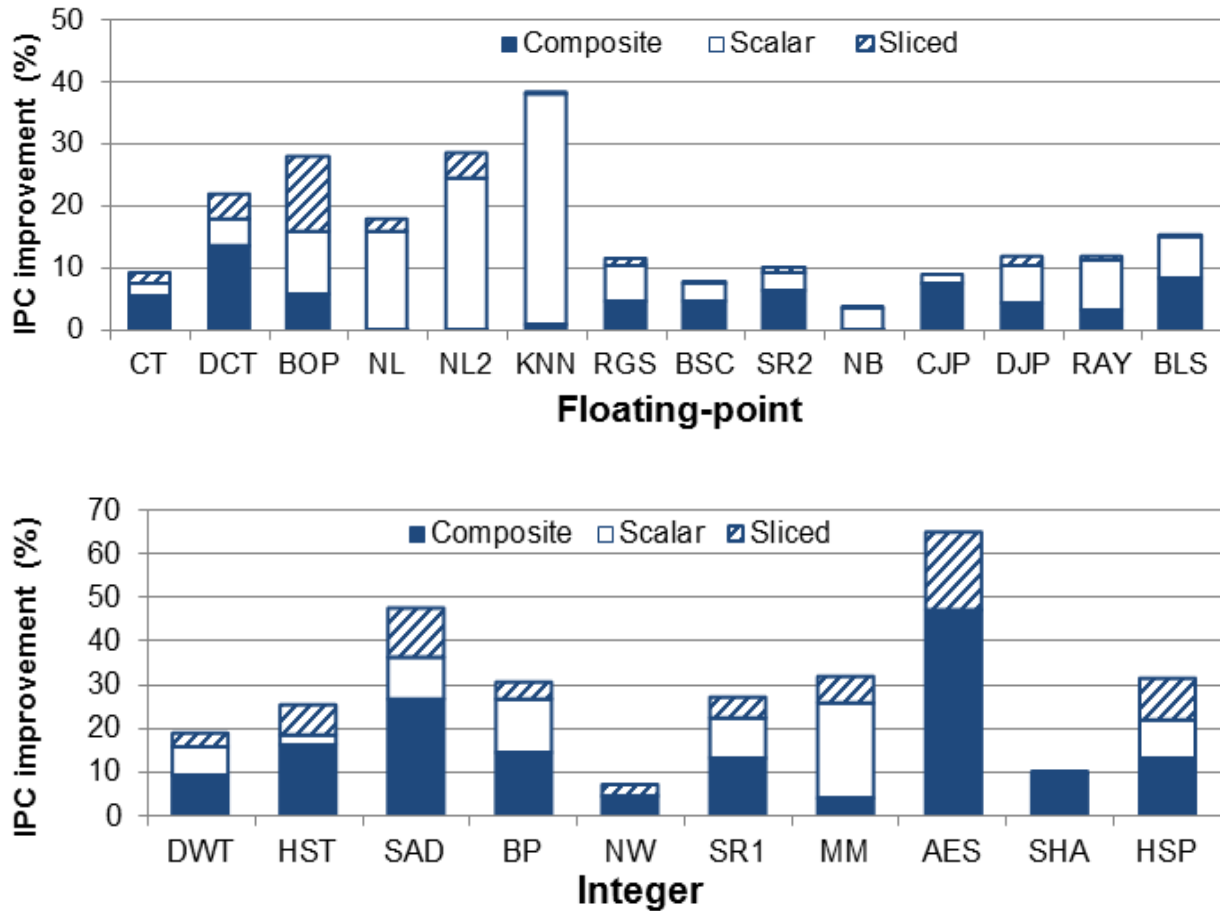 IPC improvement (%)
50
40
30
20
10
0
Composite Scalar Sliced
CT DCT BOP NL NL2 KNN RGS BSC SR2 NB CJP DJP RAY BLS
Floating-point
IPC improvement (%)
70
60
50
40
30
20
10
0
Composite Scalar Sliced
DWT HST SAD BP NW SR1 MM AES SHA HSP
Integer